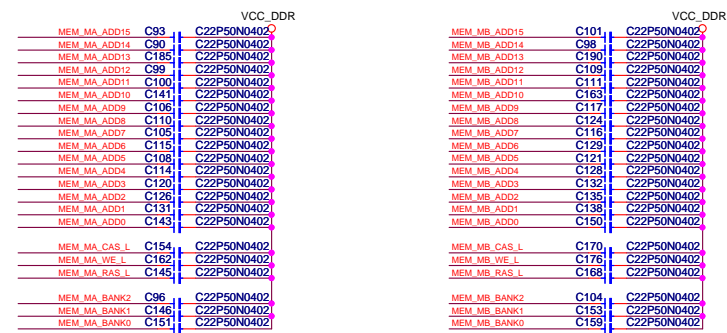 VCC_DDR
MEM_MA_ADD15 C93 C22P50N0402
MEM_MA_ADD14 C90 C22P50N0402
MEM_MA_ADD13 C185 C22P50N0402
MEM_MA_ADD12 C99 C22P50N0402
MEM_MA_ADD11 C100 C22P50N0402
MEM_MA_ADD10 C141 C22P50N0402
MEM_MA_ADD9 C106 C22P50N0402
MEM_MA_ADD8 C110 C22P50N0402
MEM_MA_ADD7 C105 C22P50N0402
MEM_MA_ADD6 C115 C22P50N0402
MEM_MA_ADD5 C108 C22P50N0402
MEM_MA_ADD4 C114 C22P50N0402
MEM_MA_ADD3 C120 C22P50N0402
MEM_MA_ADD2 C126 C22P50N0402
MEM_MA_ADD1 C131 C22P50N0402
MEM_MA_ADD0 C143 C22P50N0402
MEM_MA_CAS_L C154 C22P50N0402
MEM_MA_WE_L C162 C22P50N0402
MEM_MA_RAS_L C145 C22P50N0402
MEM_MA_BANK2 C96 C22P50N0402
MEM_MA_BANK1 C146 C22P50N0402
MEM_MA_BANK0 C151 C22P50N0402
VCC_DDR
MEM_MB_ADD15 C101 C22P50N0402
MEM_MB_ADD14 C98 C22P50N0402
MEM_MB_ADD13 C190 C22P50N0402
MEM_MB_ADD12 C109 C22P50N0402
MEM_MB_ADD11 C111 C22P50N0402
MEM_MB_ADD10 C163 C22P50N0402
MEM_MB_ADD9 C117 C22P50N0402
MEM_MB_ADD8 C124 C22P50N0402
MEM_MB_ADD7 C116 C22P50N0402
MEM_MB_ADD6 C129 C22P50N0402
MEM_MB_ADD5 C121 C22P50N0402
MEM_MB_ADD4 C128 C22P50N0402
MEM_MB_ADD3 C132 C22P50N0402
MEM_MB_ADD2 C135 C22P50N0402
MEM_MB_ADD1 C138 C22P50N0402
MEM_MB_ADD0 C150 C22P50N0402
MEM_MB_CAS_L C170 C22P50N0402
MEM_MB_WE_L C176 C22P50N0402
MEM_MB_RAS_L C168 C22P50N0402
MEM_MB_BANK2 C104 C22P50N0402
MEM_MB_BANK1 C153 C22P50N0402
MEM_MB_BANK0 C159 C22P50N0402